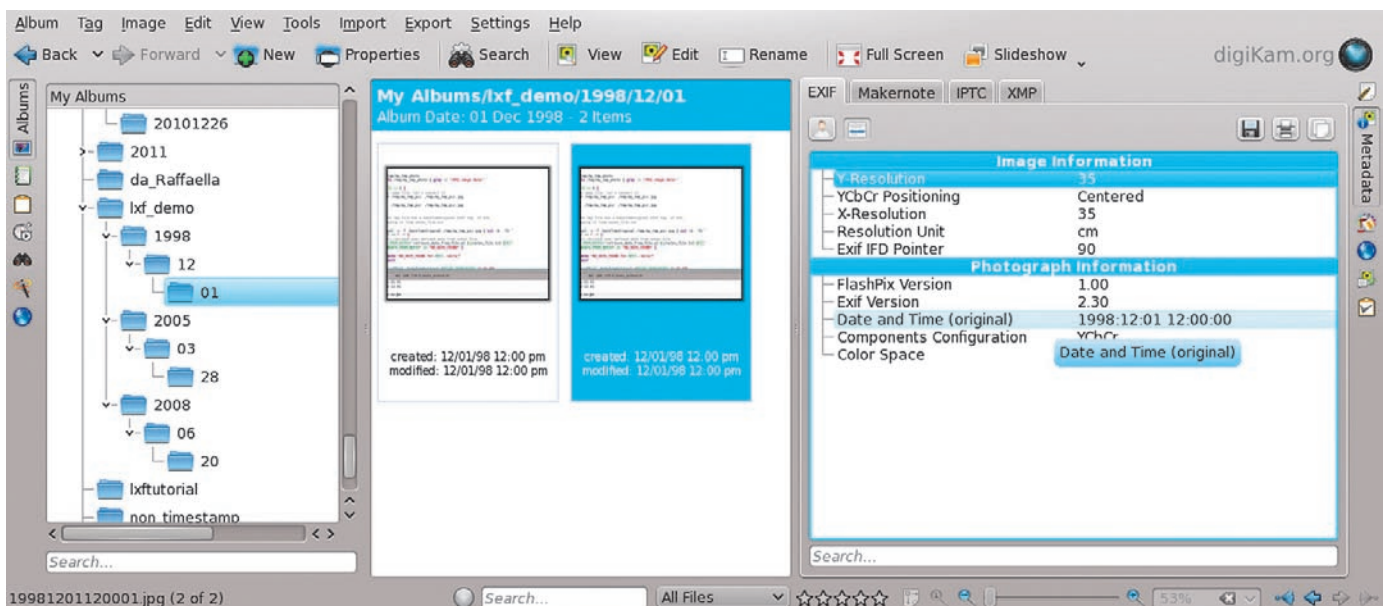 Album Tag Image Edit View Tools Import Export Settings Help
Back Forward New Properties Search View Edit Rename Full Screen Slideshow digiKam.org
Albums
My Albums
20101226
2011
da_Raffaella
lxf_demo
1998
12
01
2005
03
28
2008
06
20
lxftutorial
non timestamp
Search...
My Albums/lxf_demo/1998/12/01
Album Date: 01 Dec 1998 - 2 Items
created: 12/01/98 12:00 pm
modified: 12/01/98 12:00 pm
created: 12/01/98 12:00 pm
modified: 12/01/98 12:00 pm
EXIF Makernote IPTC XMP
Image Information
Y-Resolution 35
YCbCr Positioning Centered
X-Resolution 35
Resolution Unit cm
Exif IFD Pointer 90
Photograph Information
FlashPix Version 1.00
Exif Version 2.30
Date and Time (original) 1998:12:01 12:00:00
Components Configuration YCbCr
Color Space
Date and Time (original)
Search...
Metadata
19981201120001.jpg (2 of 2) Search... All Files 53%